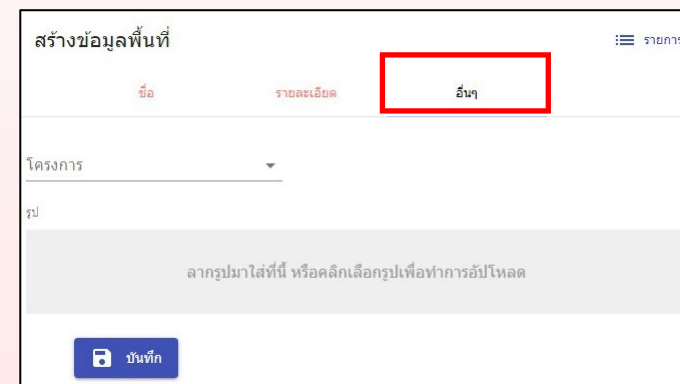 สร้างข้อมูลพื้นที่ รายการ
ชื่อ รายละเอียด อื่นๆ
โครงการ
รูป
ลากรูปมาใส่ที่นี่ หรือคลิกเลือกรูปเพื่อทำการอัปโหลด
บันทึก